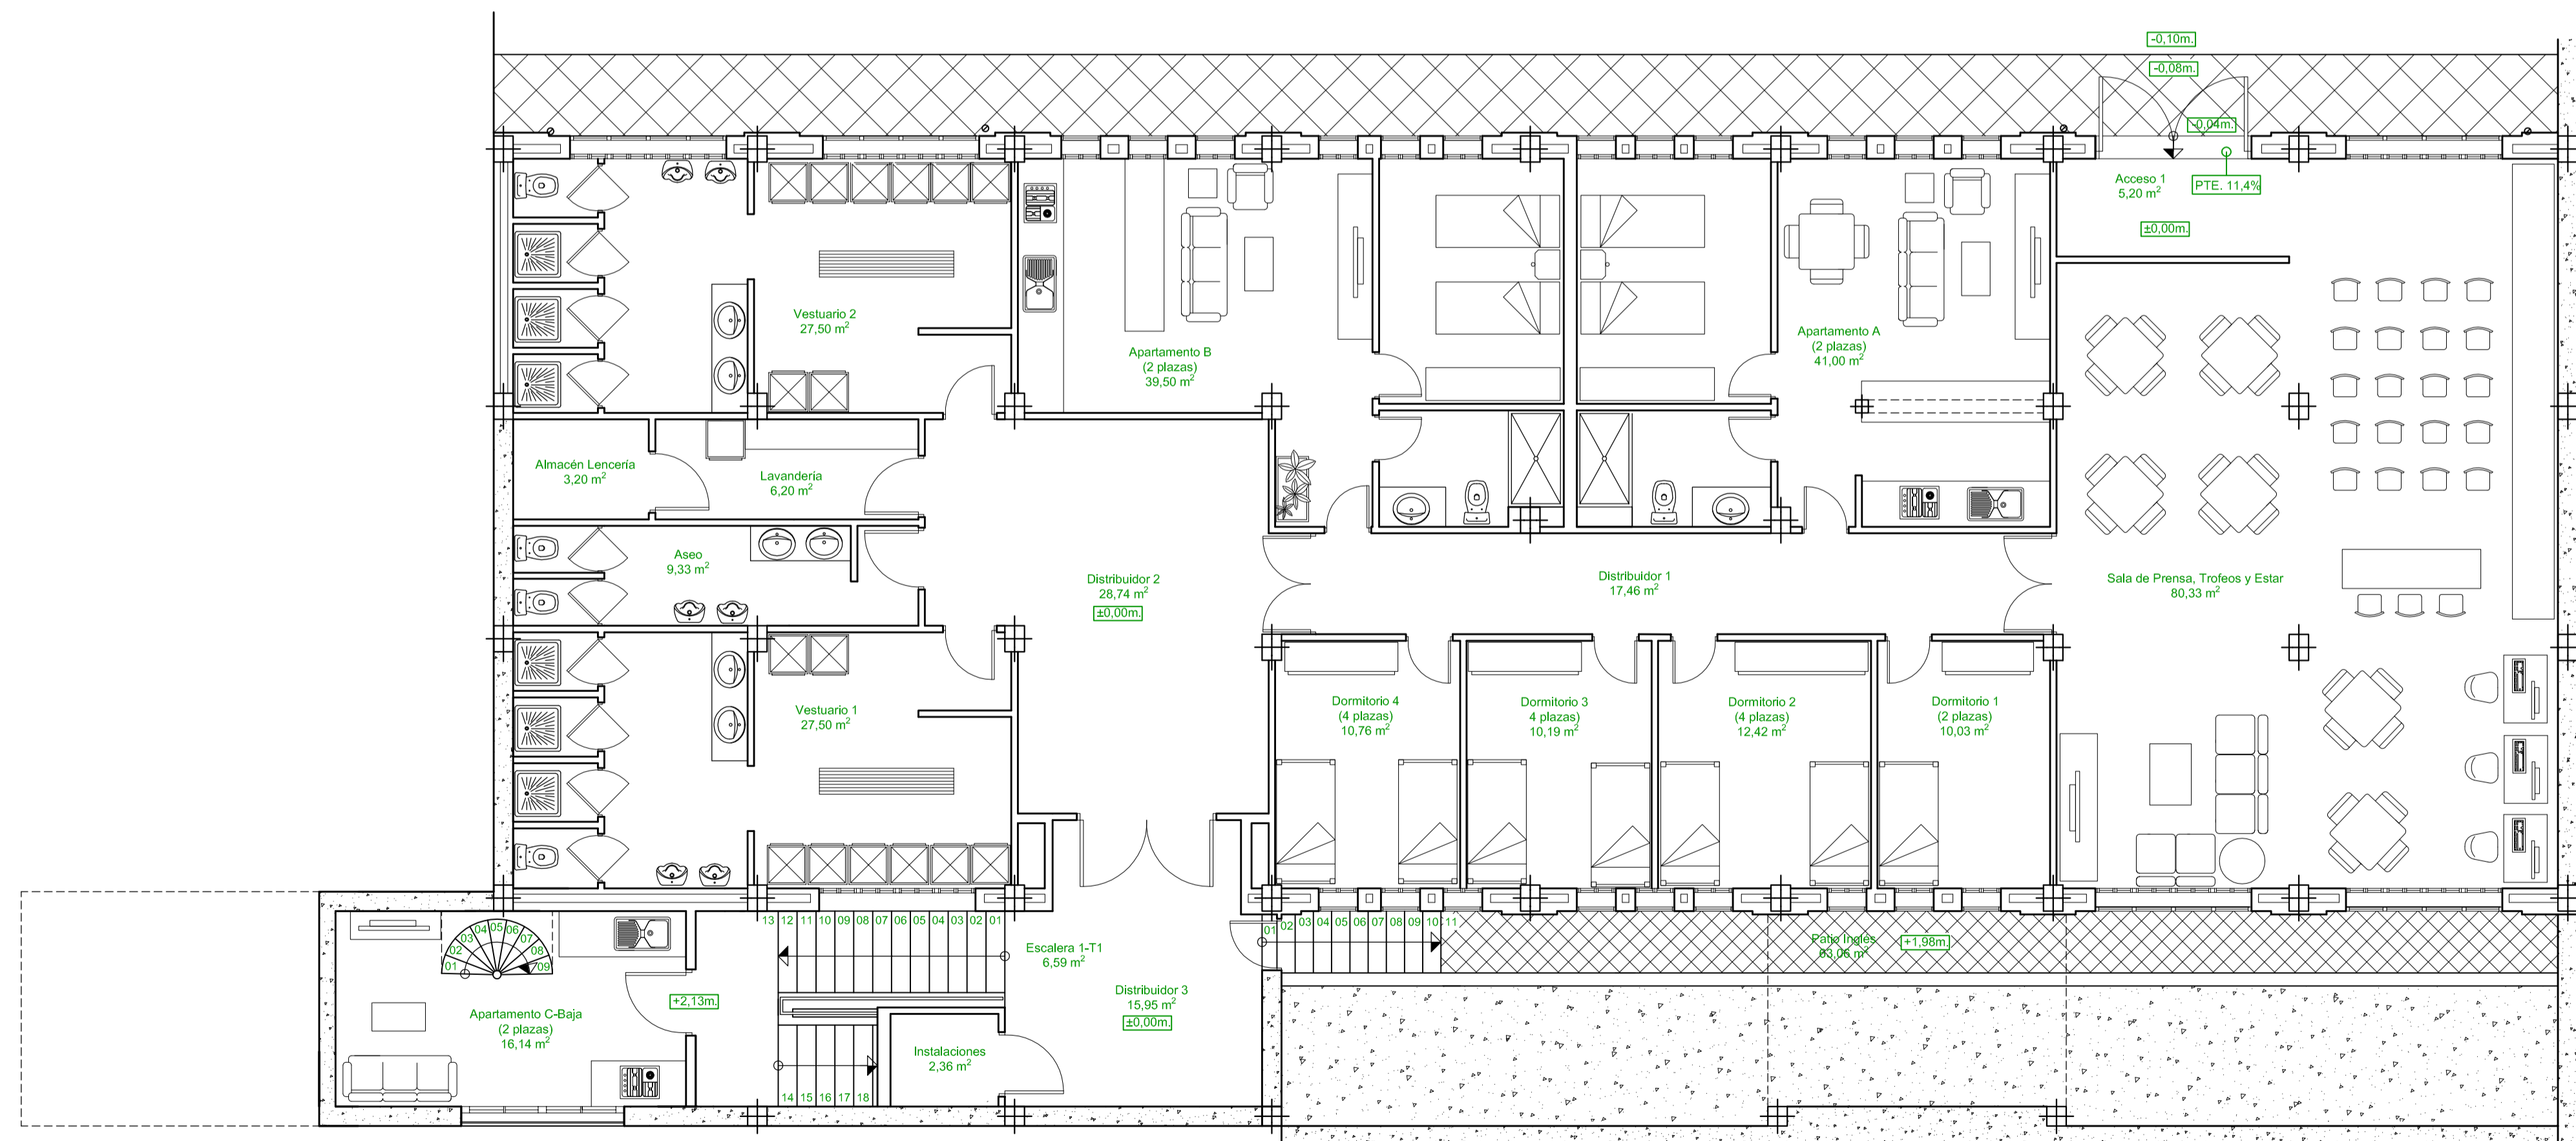 -0,10m.
-0,08m.
-0,04m.
Acceso 1
5,20 m²
PTE. 11,4%
±0,00m.
Vestuario 2
27,50 m²
Apartamento B
(2 plazas)
39,50 m²
Apartamento A
(2 plazas)
41,00 m²
Almacén Lencería
3,20 m²
Lavandería
6,20 m²
Aseo
9,33 m²
Distribuidor 2
28,74 m²
±0,00m.
Distribuidor 1
17,46 m²
Sala de Prensa, Trofeos y Estar
80,33 m²
Vestuario 1
27,50 m²
Dormitorio 4
(4 plazas)
10,76 m²
Dormitorio 3
4 plazas)
10,19 m²
Dormitorio 2
(4 plazas)
12,42 m²
Dormitorio 1
(2 plazas)
10,03 m²
13 12 11 10 09 08 07 06 05 04 03 02 01
01 02 03 04 05 06 07 08 09 10 11
Escalera 1-T1
6,59 m²
Patio Inglés
63,06 m²
+1,98m.
01 02 03 04 05 06 07 08 09
+2,13m.
Distribuidor 3
15,95 m²
±0,00m.
Apartamento C-Baja
(2 plazas)
16,14 m²
Instalaciones
2,36 m²
14 15 16 17 18